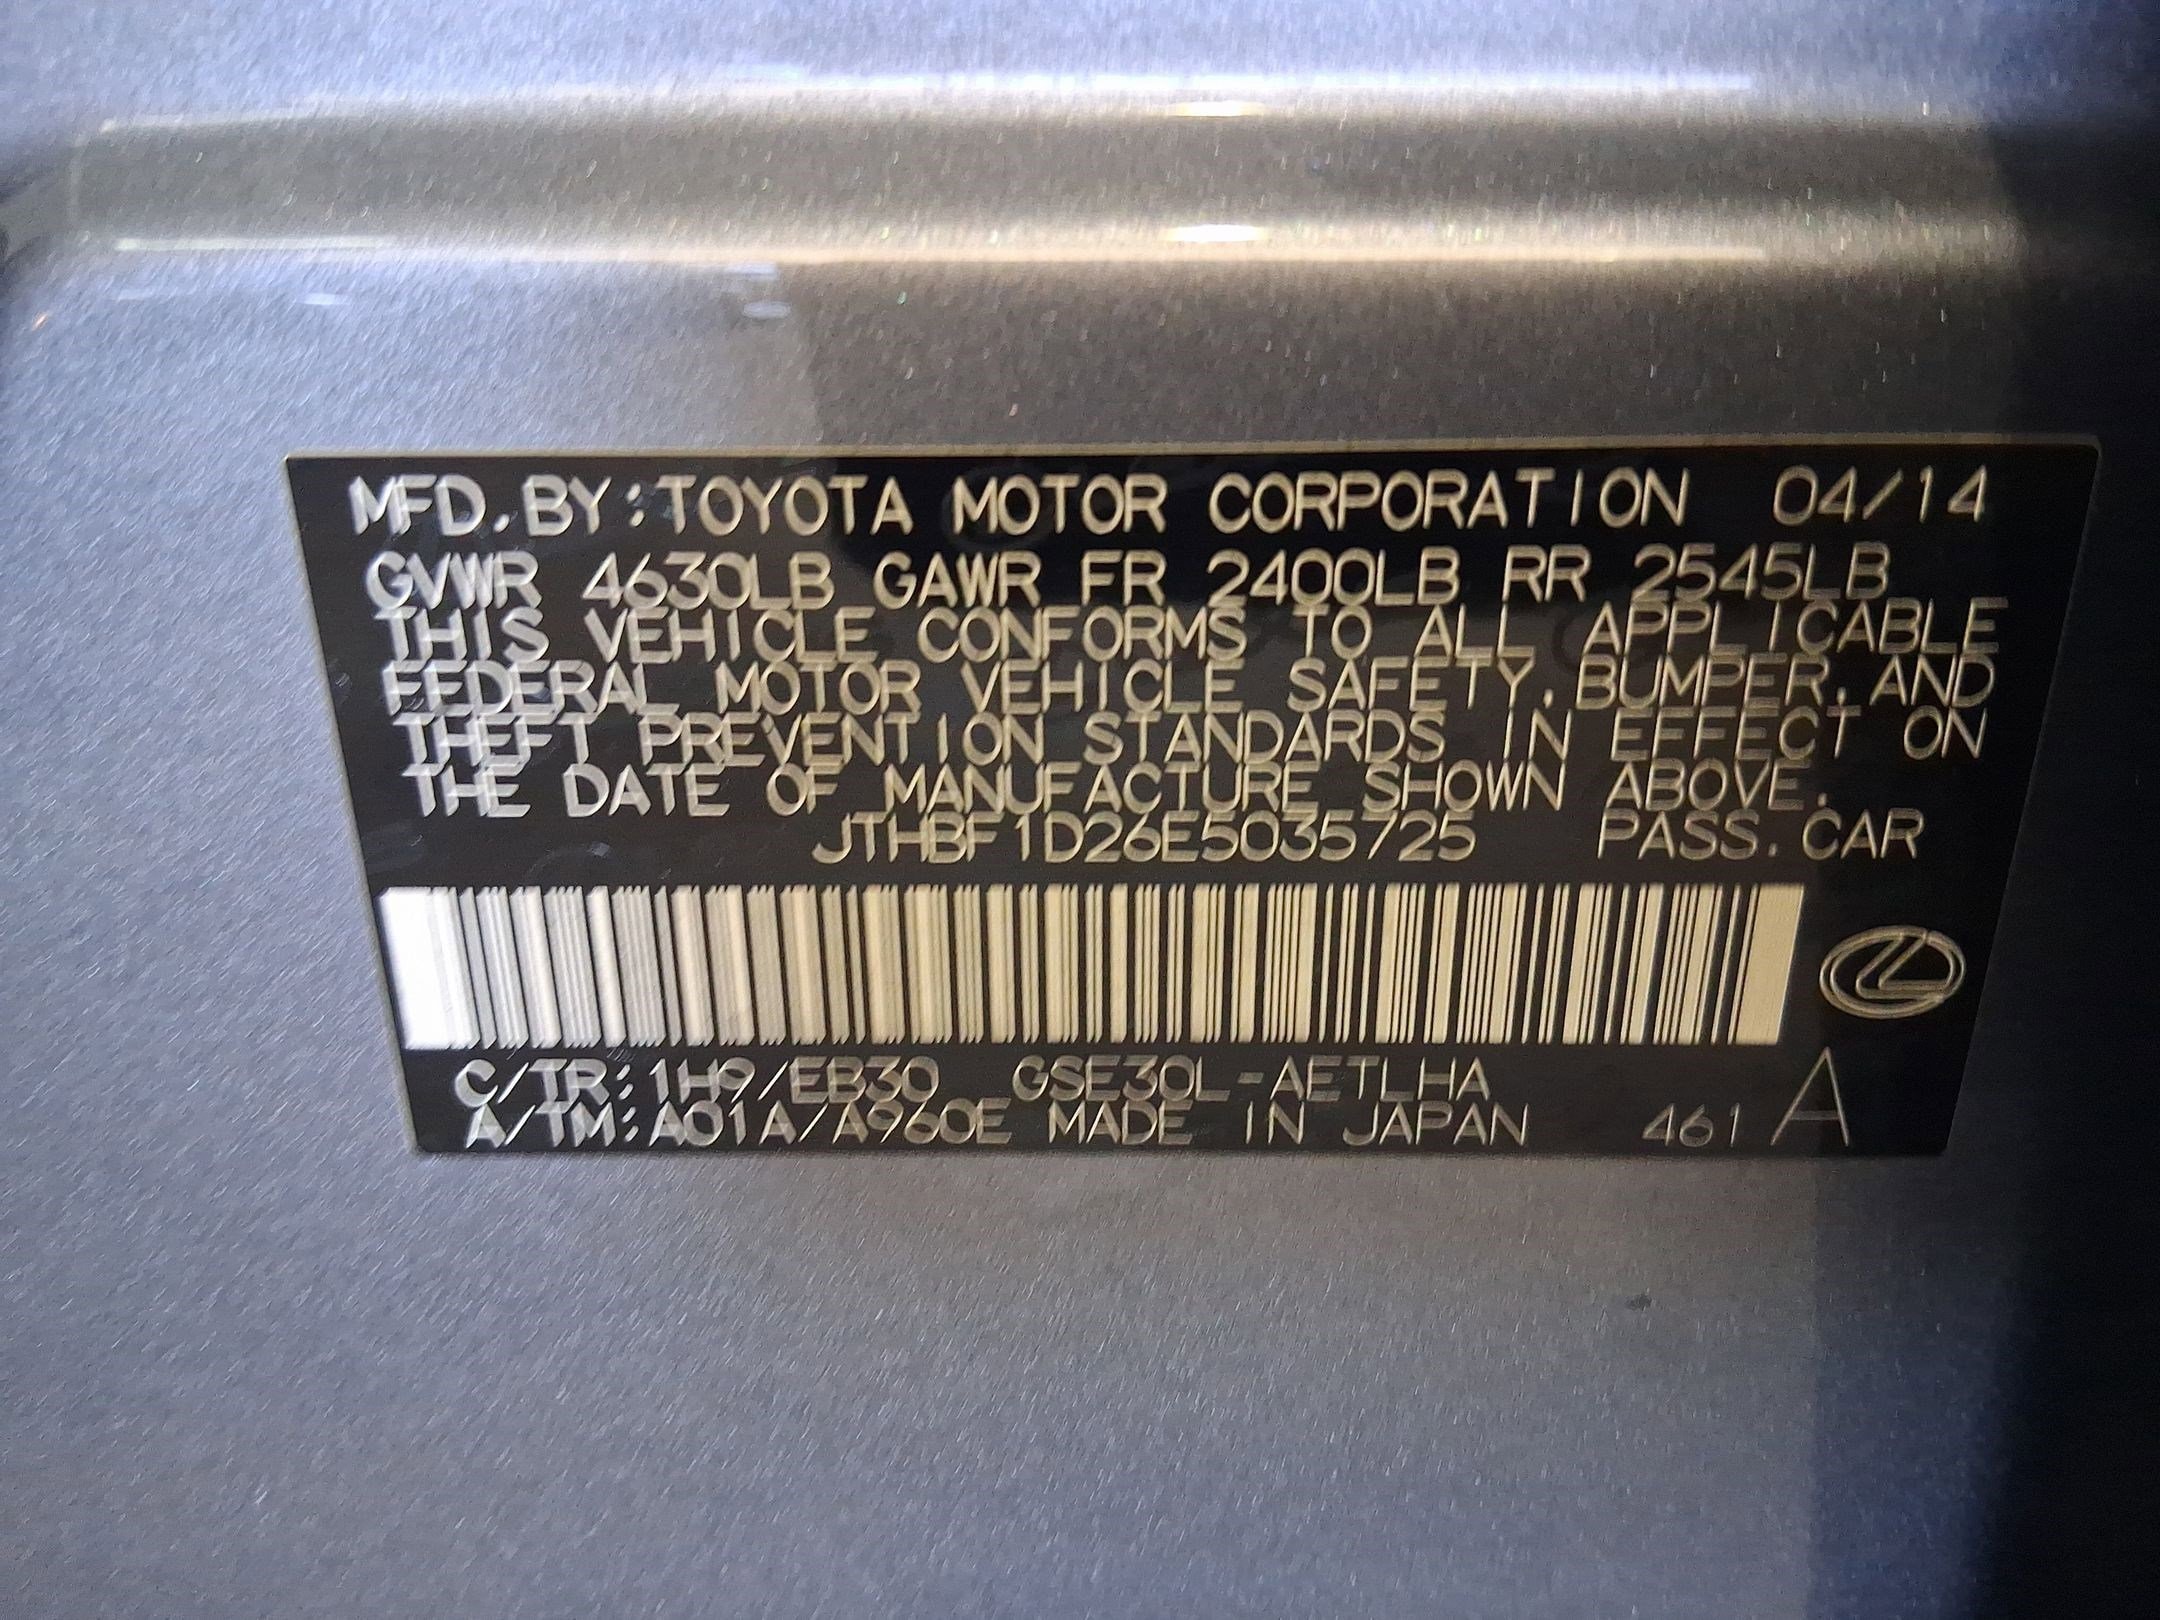 MFD. BY:TOYOTA MOTOR CORPORATION 04/14
GVWR 4630LB GAWR FR 2400LB RR 2545LB
THIS VEHICLE CONFORMS TO ALL APPLICABLE
FEDERAL MOTOR VEHICLE SAFETY, BUMPER, AND
THEFT PREVENTION STANDARDS IN EFFECT ON
THE DATE OF MANUFACTURE SHOWN ABOVE.
JTHBF1D26E5035725 PASS. CAR
C/TR:1H9/EB30 GSE30L-AETLHA
A/TM:A01A/A960E MADE IN JAPAN 461 A